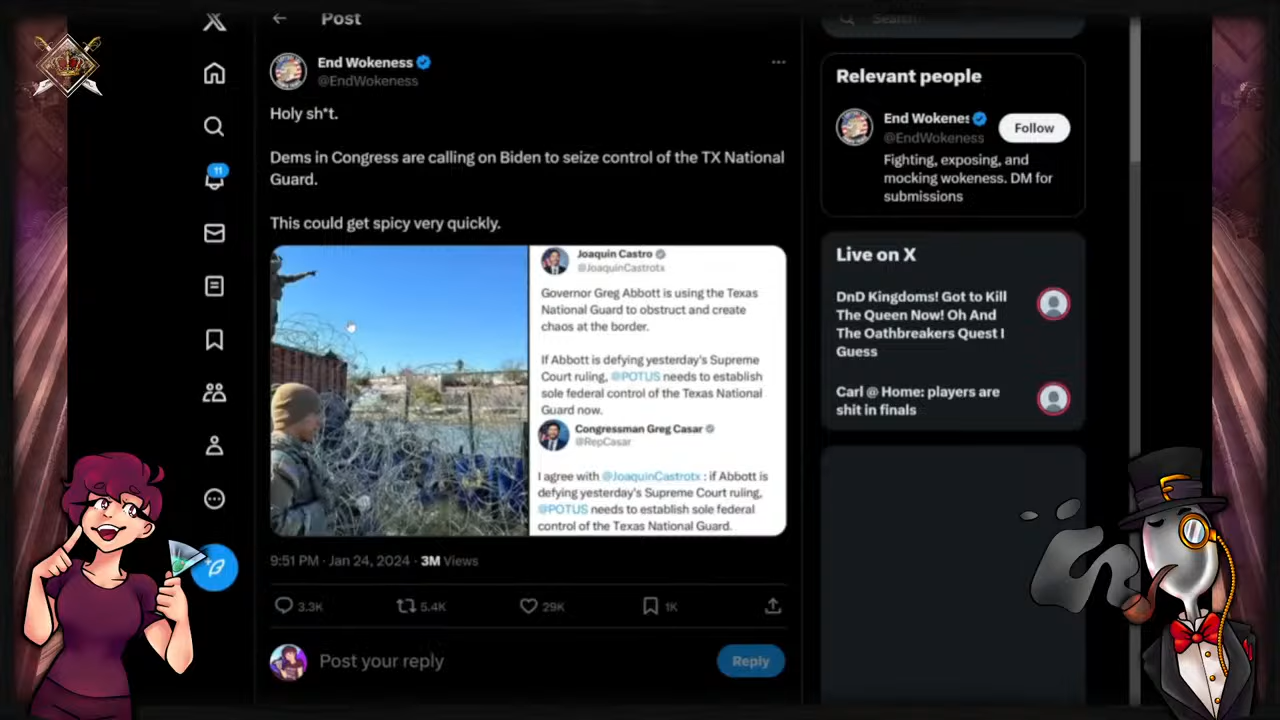 Post
Search
End Wokeness
@EndWokeness
Holy sh*t.
Dems in Congress are calling on Biden to seize control of the TX National
Guard.
This could get spicy very quickly.
Joaquin Castro
@JoaquinCastrotx
Governor Greg Abbott is using the Texas
National Guard to obstruct and create
chaos at the border.
If Abbott is defying yesterday's Supreme
Court ruling, @POTUS needs to establish
sole federal control of the Texas National
Guard now.
Congressman Greg Casar
@RepCasar
I agree with @JoaquinCastrotx : if Abbott is
defying yesterday's Supreme Court ruling,
@POTUS needs to establish sole federal
control of the Texas National Guard.
9:51 PM · Jan 24, 2024 · 3M Views
3.3K 5.4K 29K 1K
Post your reply
Reply
11
Relevant people
End Wokenes
@EndWokeness
Follow
Fighting, exposing, and
mocking wokeness. DM for
submissions
Live on X
DnD Kingdoms! Got to Kill
The Queen Now! Oh And
The Oathbreakers Quest I
Guess
Carl @ Home: players are
shit in finals
F